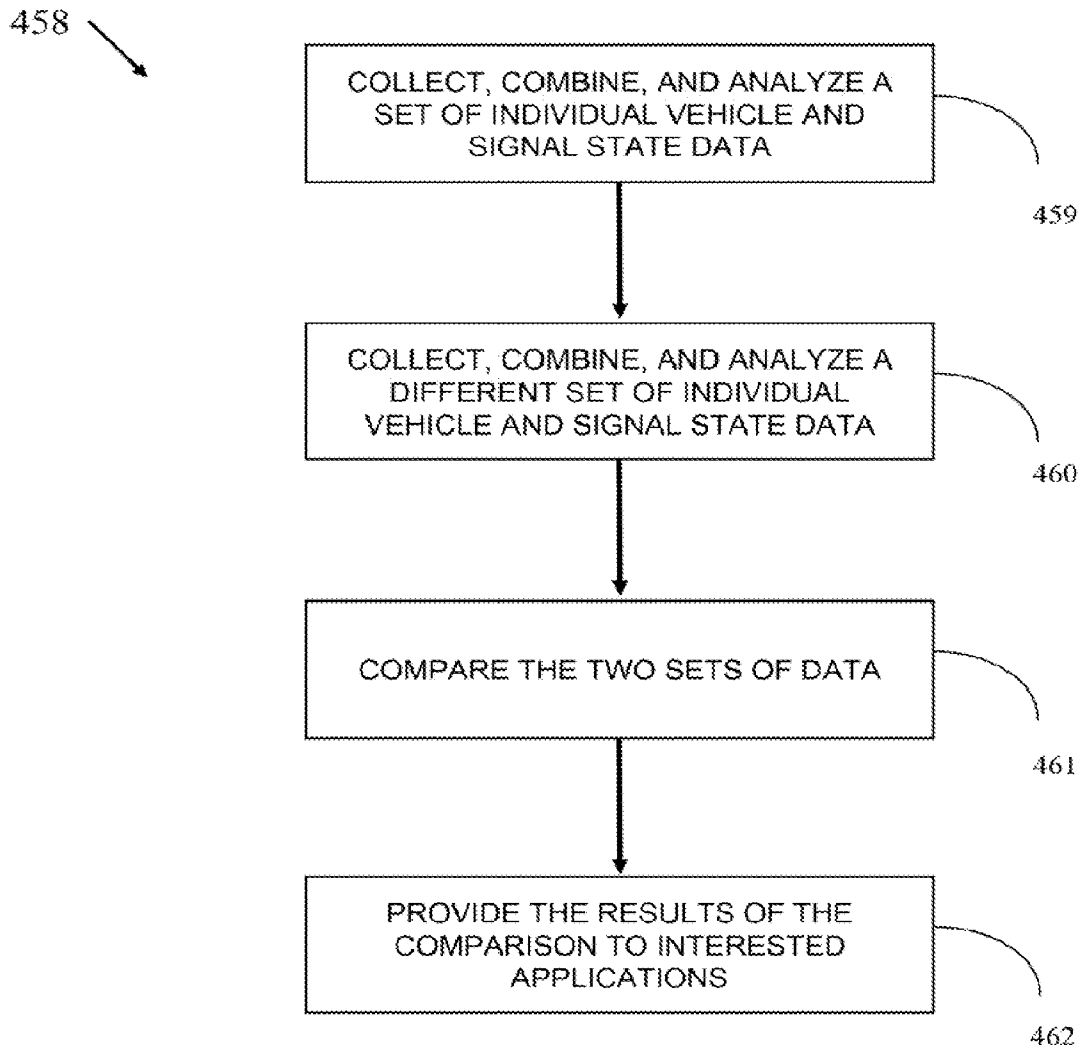 458
COLLECT, COMBINE, AND ANALYZE A
SET OF INDIVIDUAL VEHICLE AND
SIGNAL STATE DATA
459
COLLECT, COMBINE, AND ANALYZE A
DIFFERENT SET OF INDIVIDUAL
VEHICLE AND SIGNAL STATE DATA
460
COMPARE THE TWO SETS OF DATA
461
PROVIDE THE RESULTS OF THE
COMPARISON TO INTERESTED
APPLICATIONS
462